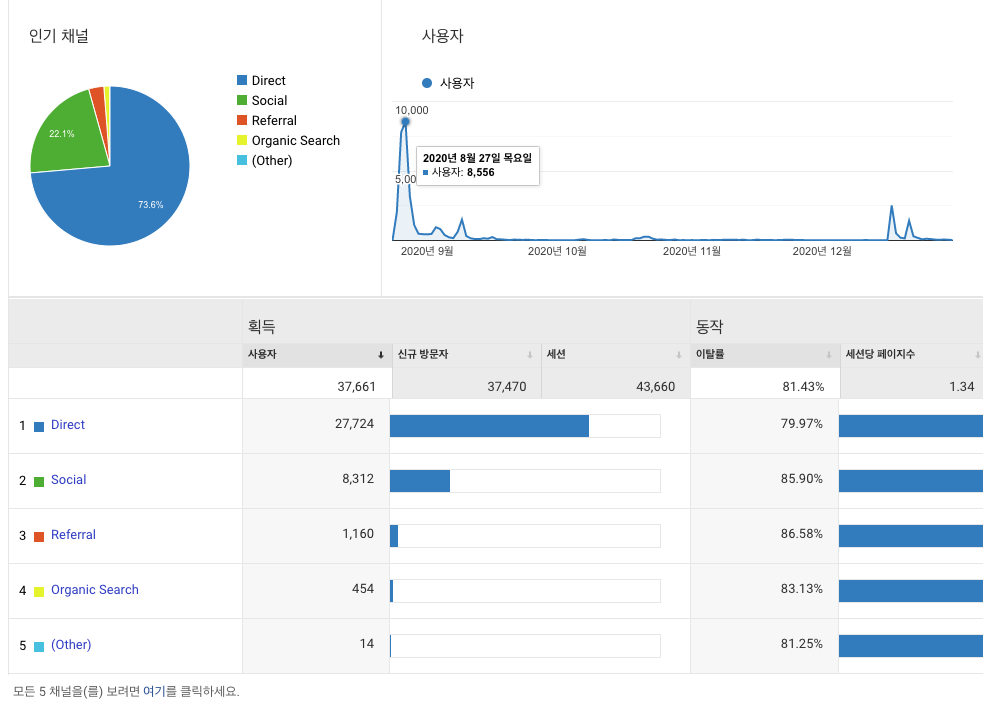 인기 채널
사용자
Direct
Social
Referral
Organic Search
(Other)
22.1%
73.6%
사용자
10,000
5,00
2020년 8월 27일 목요일
사용자: 8,556
2020년 9월 2020년 10월 2020년 11월 2020년 12월
획득 동작
사용자 신규 방문자 세션 이탈률 세션당 페이지수
37,661 37,470 43,660 81.43% 1.34
1 Direct 27,724 79.97%
2 Social 8,312 85.90%
3 Referral 1,160 86.58%
4 Organic Search 454 83.13%
5 (Other) 14 81.25%
모든 5 채널을(를) 보려면 여기를 클릭하세요.